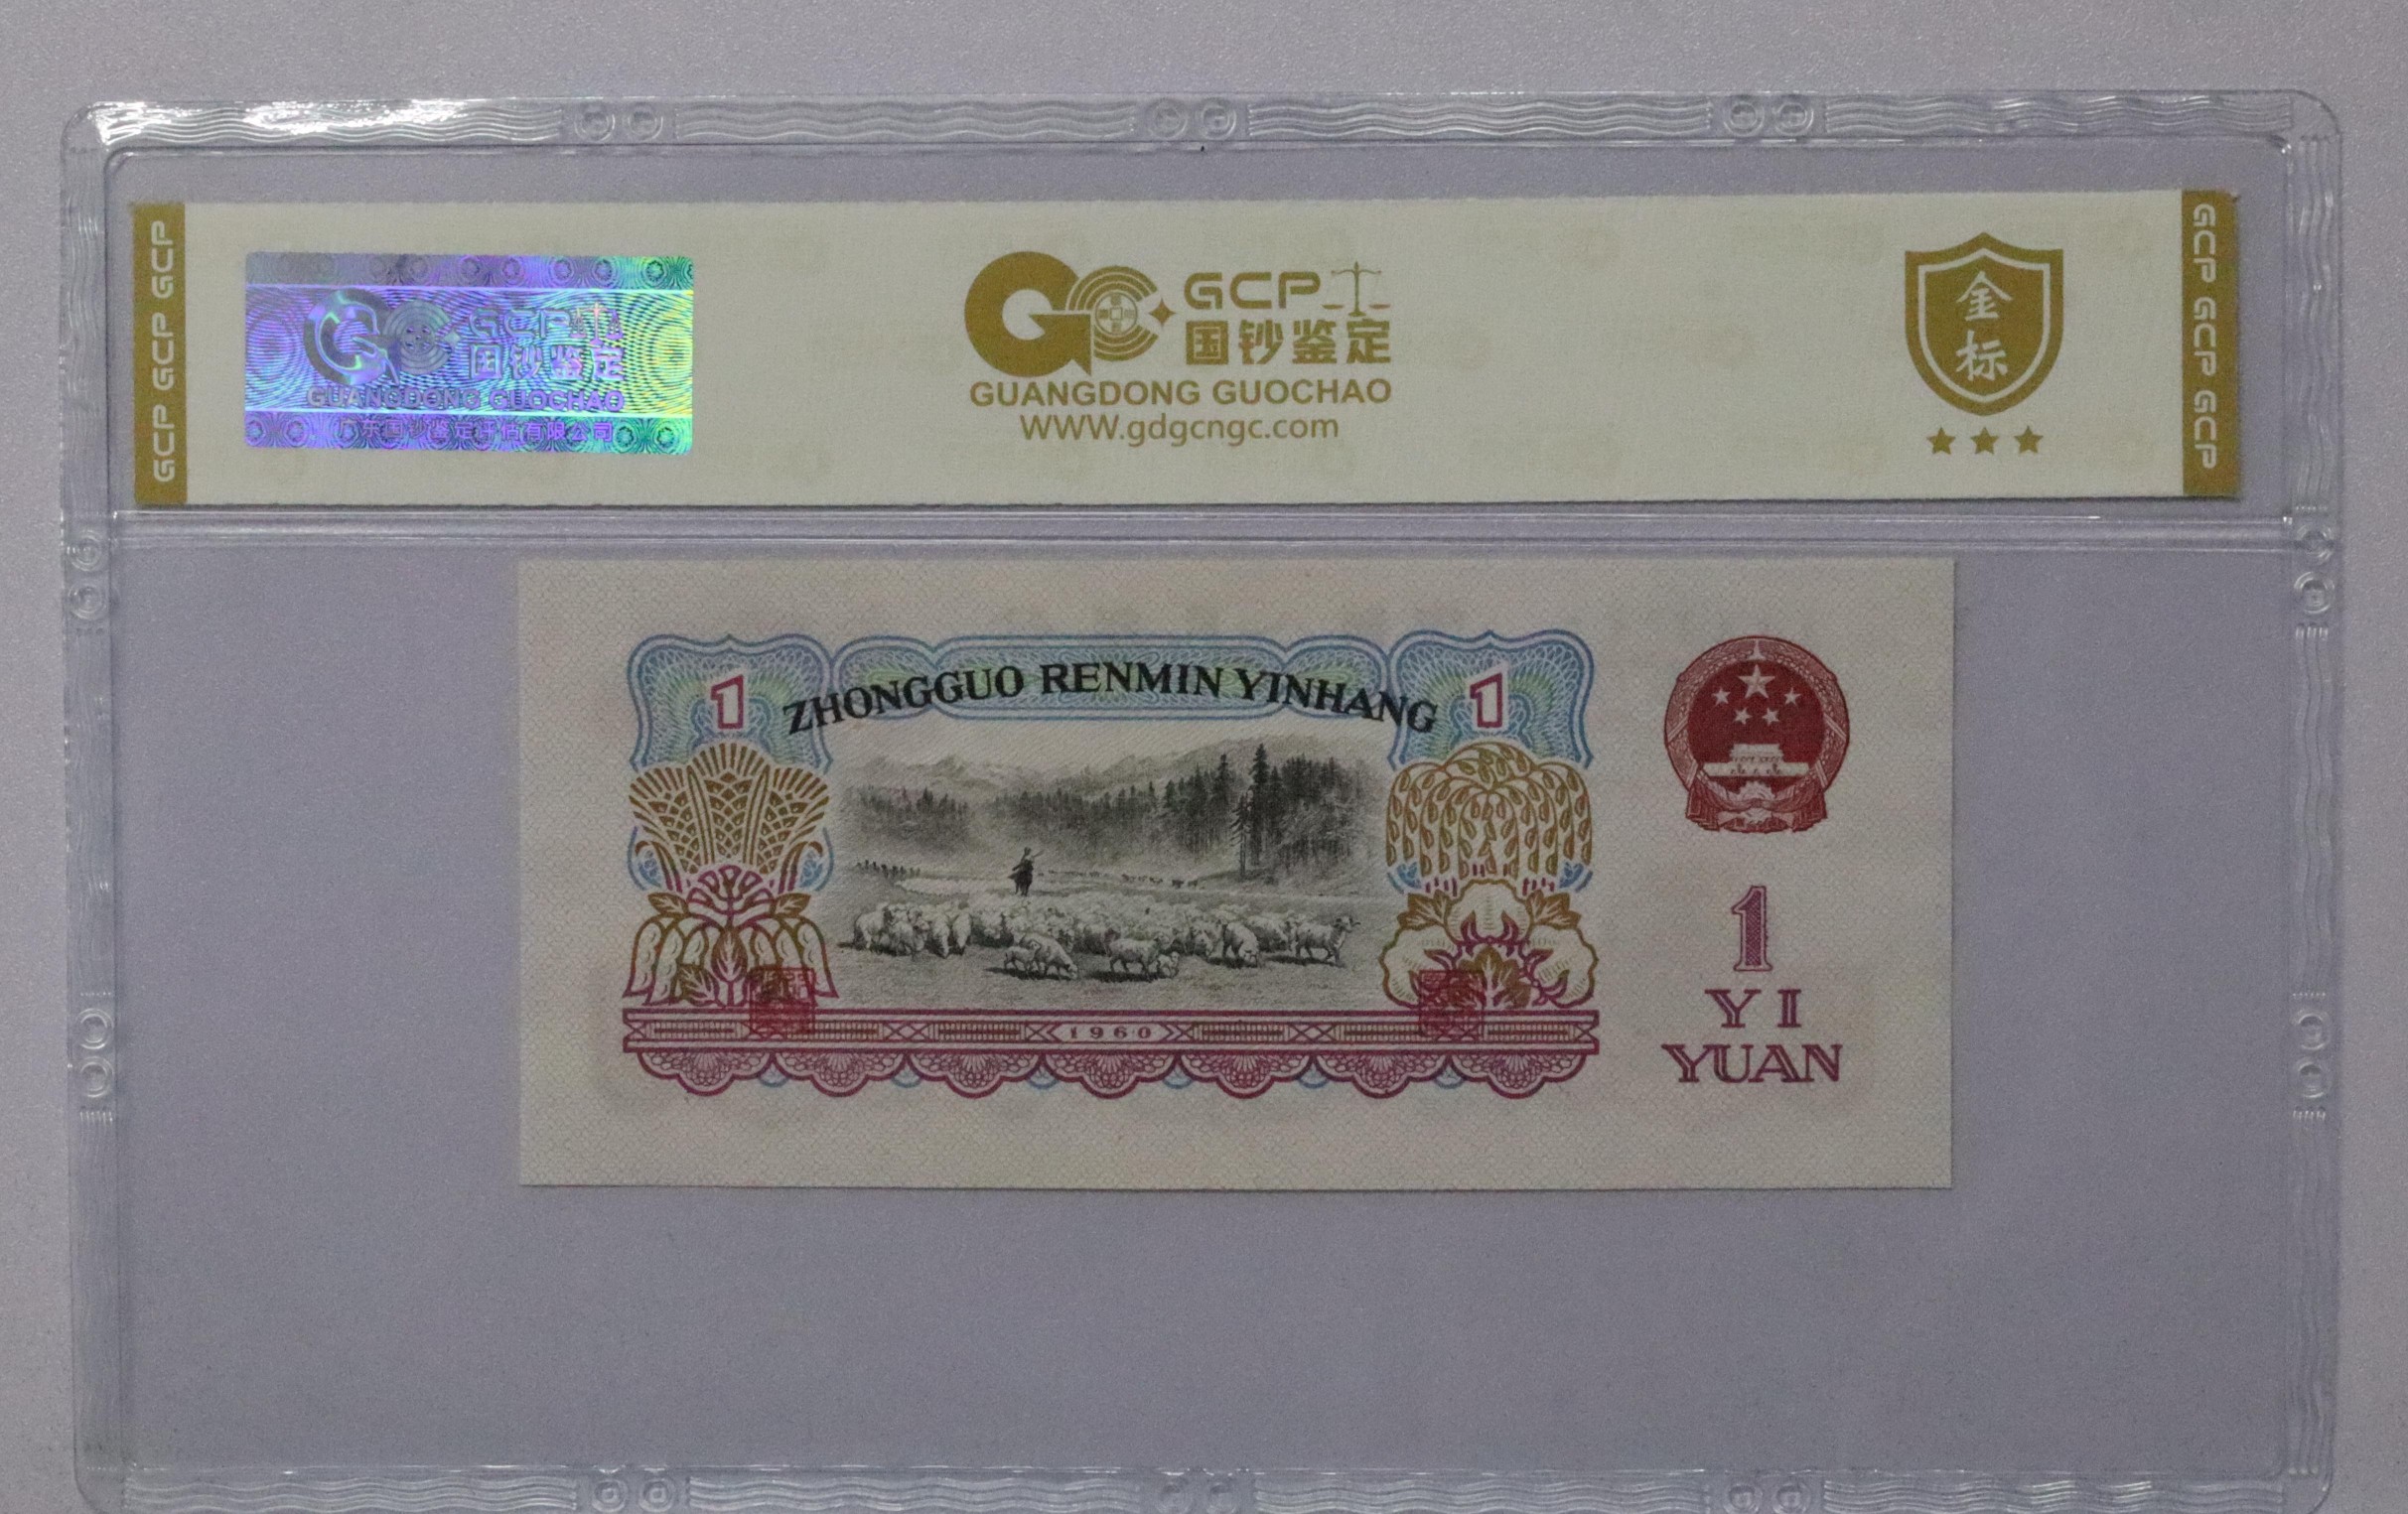 GCP GCP GCP
GCP
国钞鉴定
GUANGDONG GUOCHAO
广东国钞鉴定评估有限公司
GCP
国钞鉴定
GUANGDONG GUOCHAO
WWW.gdgcngc.com
金
标
GCP GCP GCP
1
ZHONGGUO RENMIN YINHANG
1
1960
1
YI
YUAN